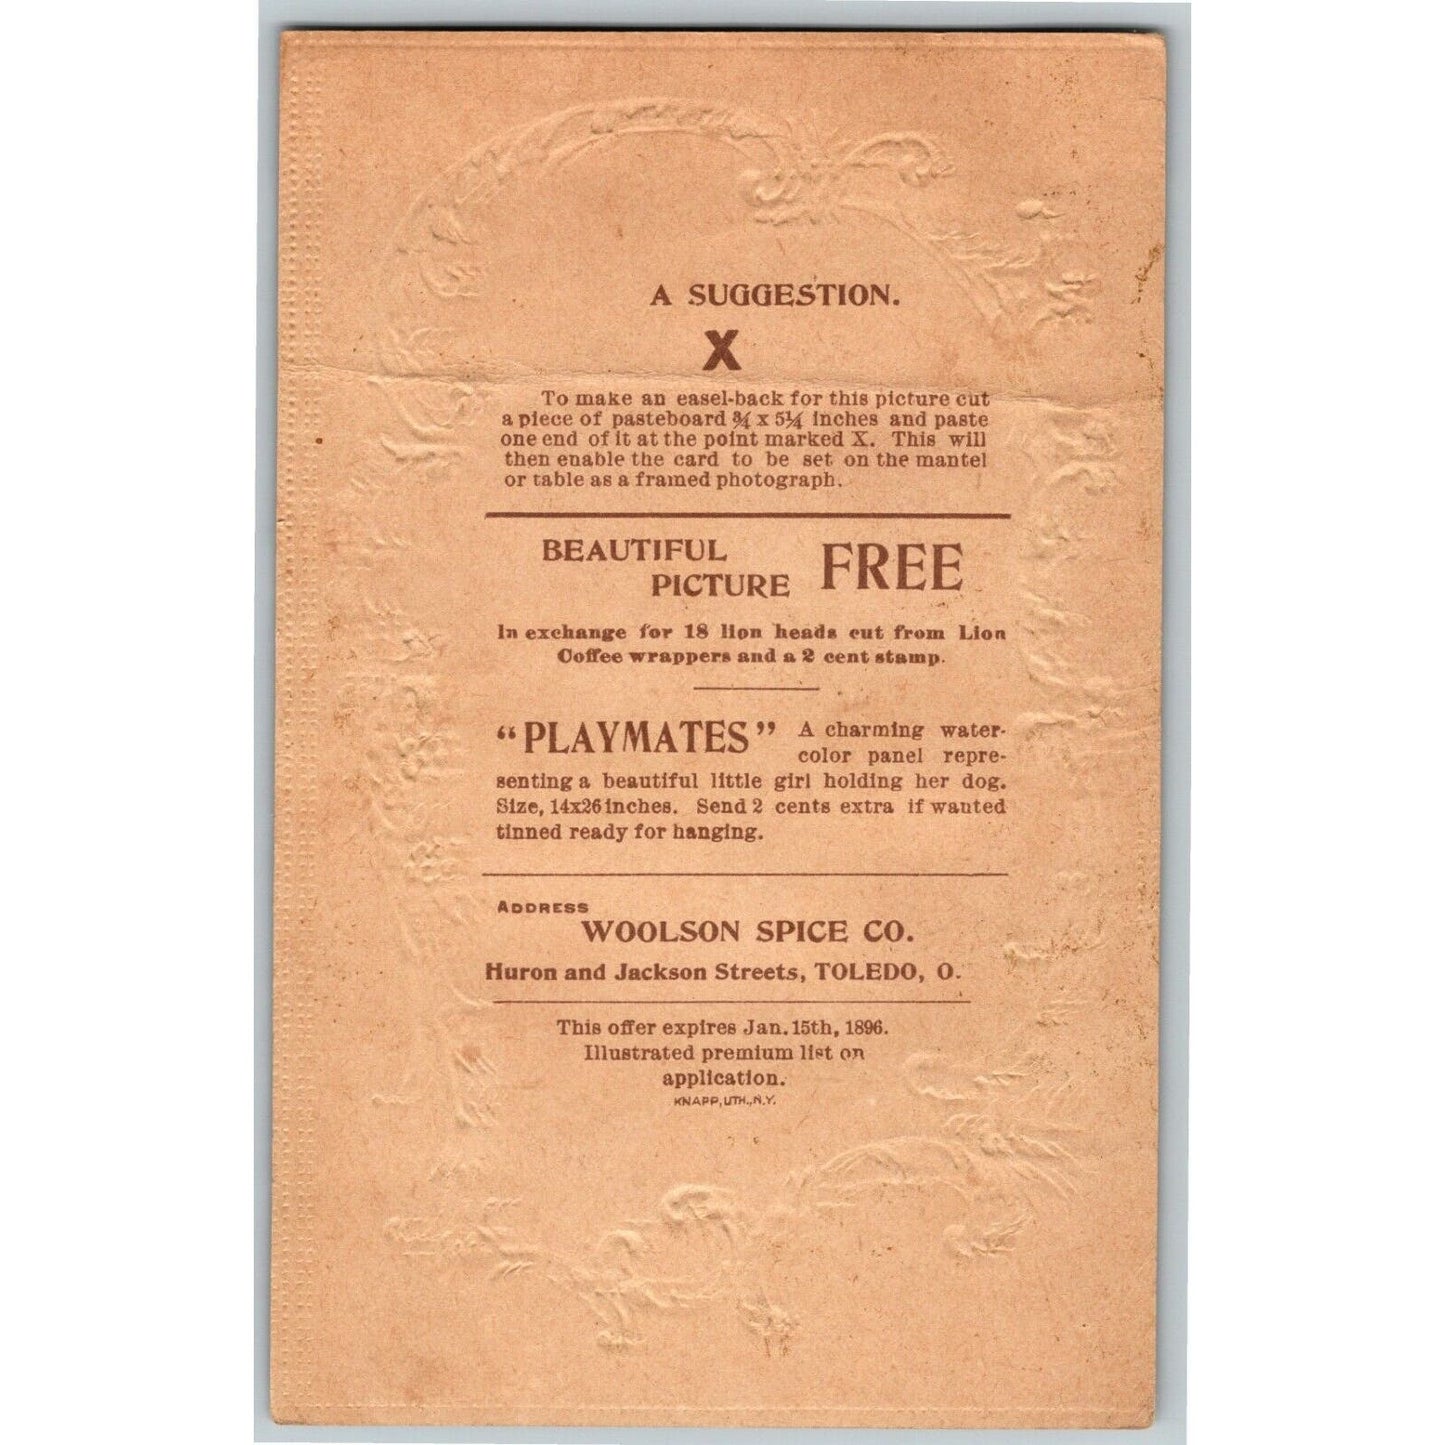 A SUGGESTION.
X
To make an easel-back for this picture cut
a piece of pasteboard ¾ x 5¼ inches and paste
one end of it at the point marked X. This will
then enable the card to be set on the mantel
or table as a framed photograph.
BEAUTIFUL
PICTURE FREE
In exchange for 18 lion heads cut from Lion
Coffee wrappers and a 2 cent stamp.
"PLAYMATES" A charming water-
color panel repre-
senting a beautiful little girl holding her dog.
Size, 14x26 inches. Send 2 cents extra if wanted
tinned ready for hanging.
ADDRESS
WOOLSON SPICE CO.
Huron and Jackson Streets, TOLEDO, O.
This offer expires Jan. 15th, 1896.
Illustrated premium list on
application.
KNAPP, LITH., N.Y.